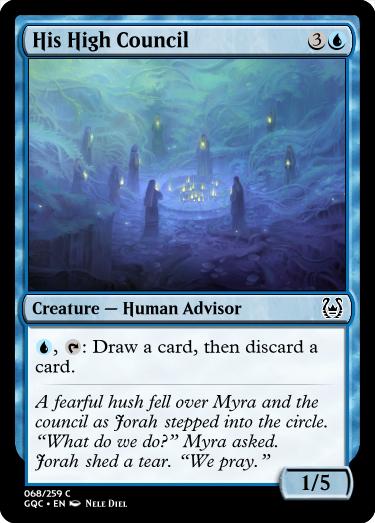 His High Council 3
Creature — Human Advisor
, : Draw a card, then discard a
card.
A fearful hush fell over Myra and the
council as Jorah stepped into the circle.
“What do we do?” Myra asked.
Jorah shed a tear. “We pray.”
1/5
068/259 C
GQC • EN Nele Diel